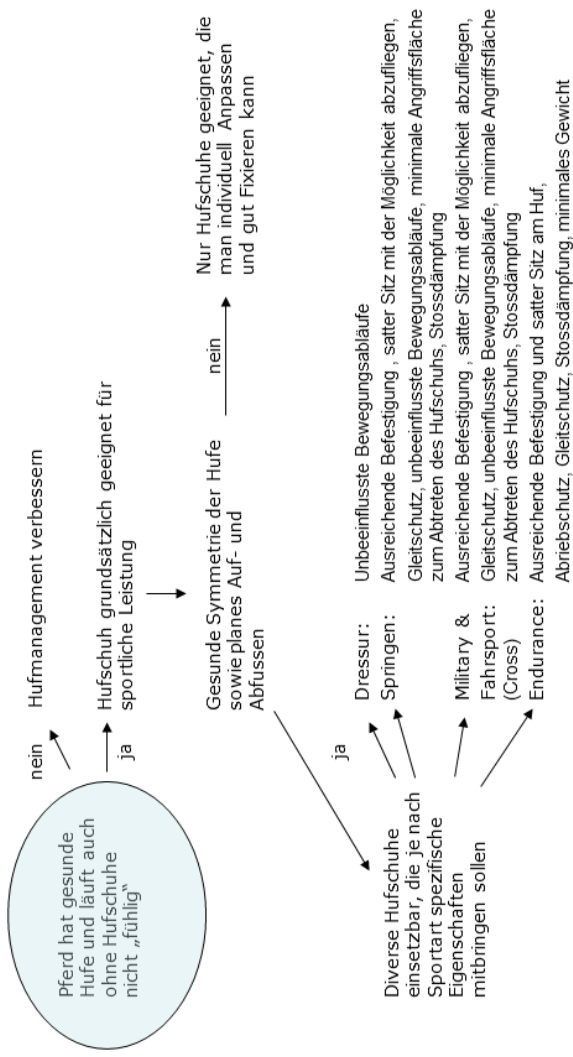 Pferd hat gesunde
Hufe und läuft auch
ohne Hufschuhe
nicht „fühlig“
nein
Hufmanagement verbessern
ja
Hufschuh grundsätzlich geeignet für
sportliche Leistung
Gesunde Symmetrie der Hufe
sowie planes Auf- und
Abfussen
nein
Nur Hufschuhe geeignet, die
man individuell Anpassen
und gut Fixieren kann
ja
Diverse Hufschuhe
einsetzbar, die je nach
Sportart spezifische
Eigenschaften
mitbringen sollen
Dressur: Unbeeinflusste Bewegungsabläufe
Springen: Ausreichende Befestigung , satter Sitz mit der Möglichkeit abzufliegen,
Gleitschutz, unbeeinflusste Bewegungsabläufe, minimale Angriffsfläche
zum Abtreten des Hufschuhs, Stossdämpfung
Military & Ausreichende Befestigung , satter Sitz mit der Möglichkeit abzufliegen,
Fahrsport: Gleitschutz, unbeeinflusste Bewegungsabläufe, minimale Angriffsfläche
(Cross) zum Abtreten des Hufschuhs, Stossdämpfung
Endurance: Ausreichende Befestigung und satter Sitz am Huf,
Abriebschutz, Gleitschutz, Stossdämpfung, minimales Gewicht